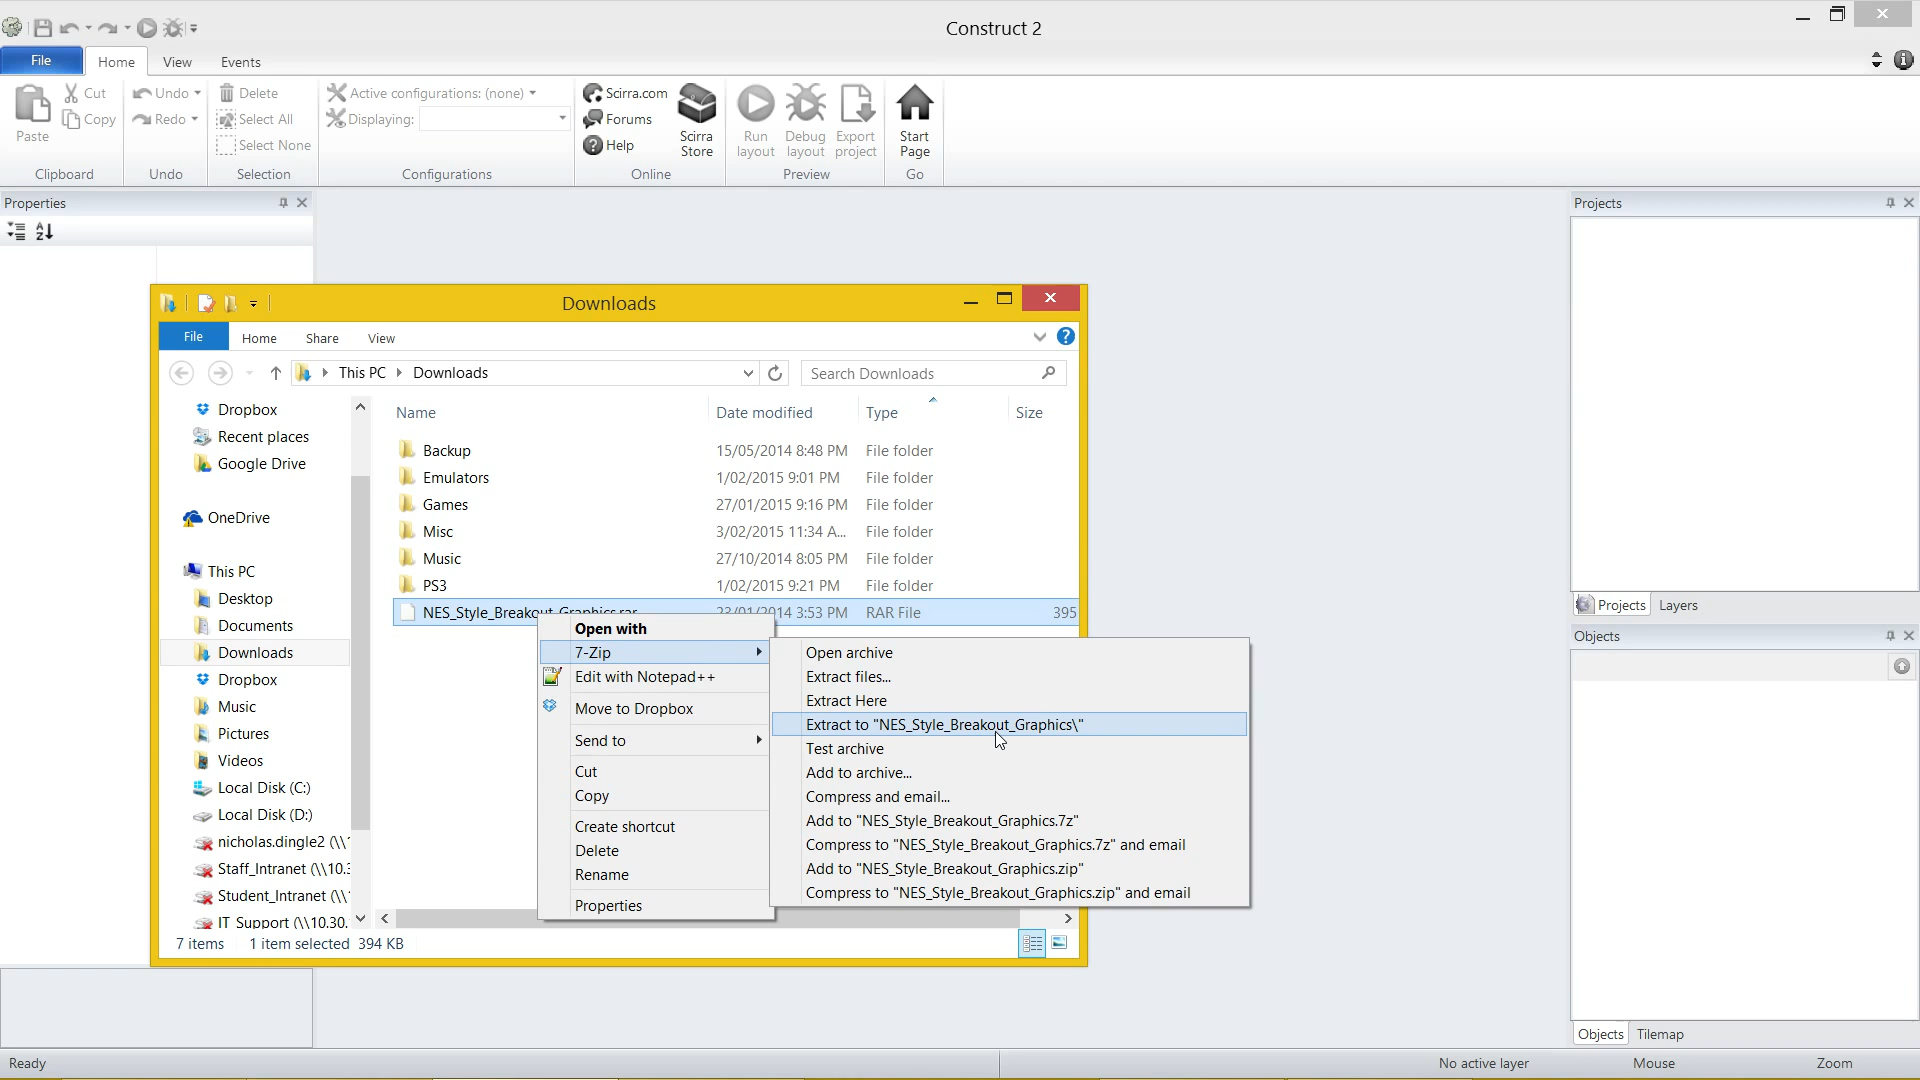 Construct 2
File Home View Events
Paste Cut Copy
Clipboard
Undo Redo
Undo
Delete
Select All
Select None
Selection
Active configurations: (none)
Displaying:
Configurations
Scirra.com
Forums
Help
Scirra Store
Online
Run layout Debug layout Export project
Preview
Start Page
Go
Properties
Projects
Projects Layers
Objects
Objects Tilemap
Downloads
File Home Share View
This PC Downloads
Search Downloads
Dropbox
Recent places
Google Drive
OneDrive
This PC
Desktop
Documents
Downloads
Dropbox
Music
Pictures
Videos
Local Disk (C:)
Local Disk (D:)
nicholas.dingle2 (\\
Staff_Intranet (\\10.3
Student_Intranet (\\
IT Support (\\10.30.
Name Date modified Type Size
Backup 15/05/2014 8:48 PM File folder
Emulators 1/02/2015 9:01 PM File folder
Games 27/01/2015 9:16 PM File folder
Misc 3/02/2015 11:34 A... File folder
Music 27/10/2014 8:05 PM File folder
PS3 1/02/2015 9:21 PM File folder
NES_Style_Breakout_Graphics.rar 23/01/2014 3:53 PM RAR File 395
Open with
7-Zip
Edit with Notepad++
Move to Dropbox
Send to
Cut
Copy
Create shortcut
Delete
Rename
Properties
Open archive
Extract files...
Extract Here
Extract to "NES_Style_Breakout_Graphics\"
Test archive
Add to archive...
Compress and email...
Add to "NES_Style_Breakout_Graphics.7z"
Compress to "NES_Style_Breakout_Graphics.7z" and email
Add to "NES_Style_Breakout_Graphics.zip"
Compress to "NES_Style_Breakout_Graphics.zip" and email
7 items 1 item selected 394 KB
Ready No active layer Mouse Zoom